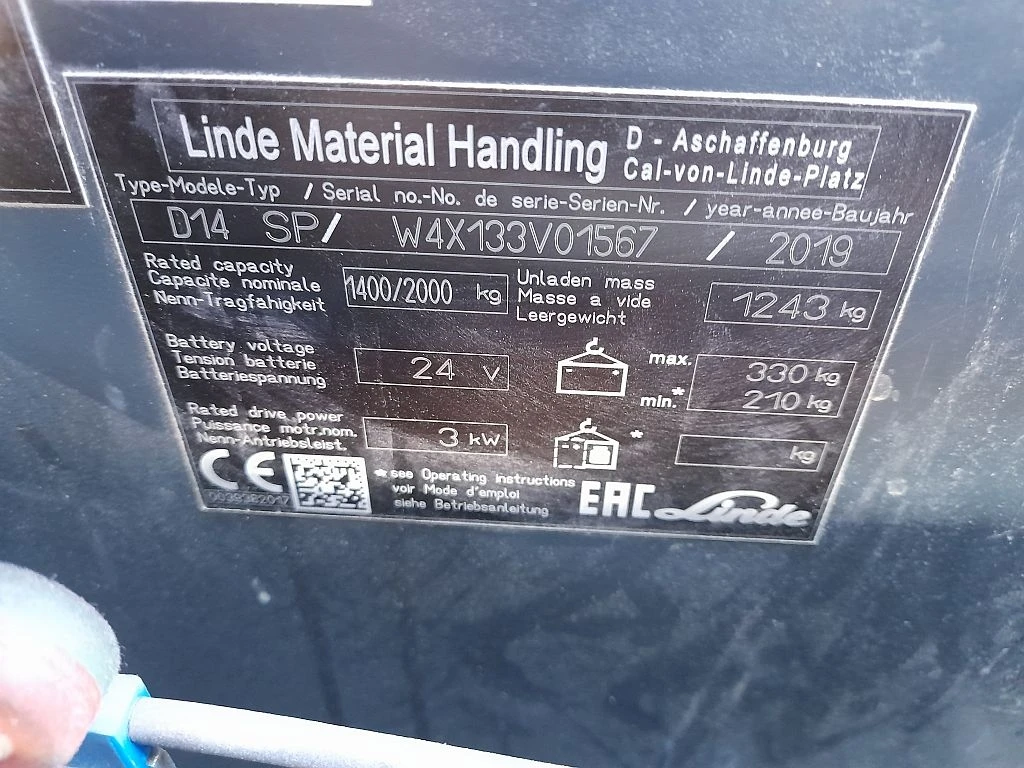 Linde Material Handling
D - Aschaffenburg
Cal-von-Linde-Platz
Type-Modele-Typ / Serial no.-No. de serie-Serien-Nr. / year-annee-Baujahr
D14 SP/ W4X133V01567 / 2019
Rated capacity
Capacite nominale
Nenn-Tragfähigkeit
1400/2000 kg
Unladen mass
Masse a vide
Leergewicht
1243 kg
Battery voltage
Tension batterie
Batteriespannung
24 V
max. 330 kg
min.* 210 kg
Rated drive power
Puissance motr.nom.
Nenn-Antriebsleist.
3 kW
*
kg
CE
*see Operating instructions
voir Mode d'emploi
siehe Betriebsanleitung
EAC
Linde